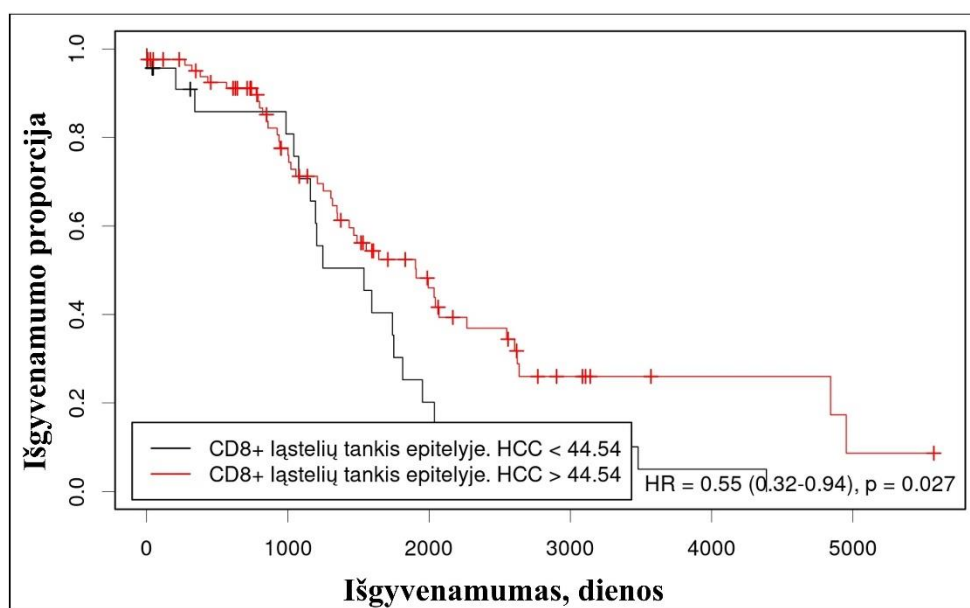 Išgyvenamumo proporcija
1.0
0.8
0.6
0.4
0.2
0.0
CD8+ ląstelių tankis epitelyje. HCC < 44.54
CD8+ ląstelių tankis epitelyje. HCC > 44.54
HR = 0.55 (0.32-0.94), p = 0.027
0 1000 2000 3000 4000 5000
Išgyvenamumas, dienos